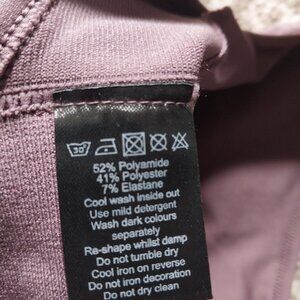 30
52% Polyamide
41% Polyester
7% Elastane
Cool wash inside out
Use mild detergent
Wash dark colours
separately
Re-shape whilst damp
Do not tumble dry
Cool iron on reverse
Do not iron decoration
Do not dry clean